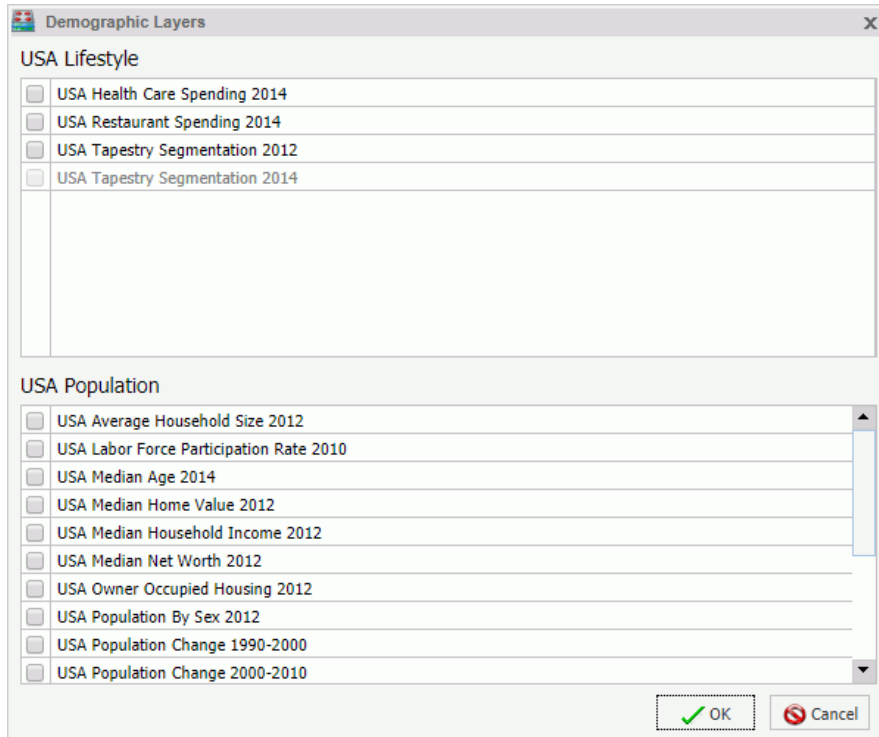 Demographic Layers
X
USA Lifestyle
USA Health Care Spending 2014
USA Restaurant Spending 2014
USA Tapestry Segmentation 2012
USA Tapestry Segmentation 2014
USA Population
USA Average Household Size 2012
USA Labor Force Participation Rate 2010
USA Median Age 2014
USA Median Home Value 2012
USA Median Household Income 2012
USA Median Net Worth 2012
USA Owner Occupied Housing 2012
USA Population By Sex 2012
USA Population Change 1990-2000
USA Population Change 2000-2010
OK
Cancel